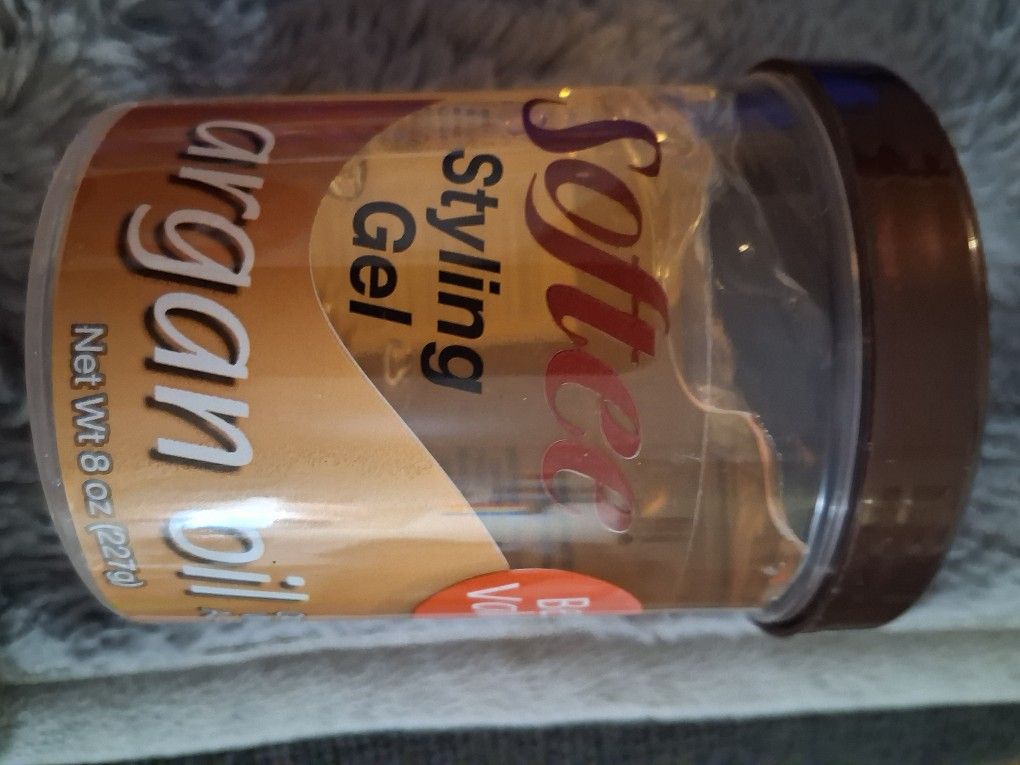 Softee
Styling
Gel
argan oil
Net Wt 8 oz (227g)